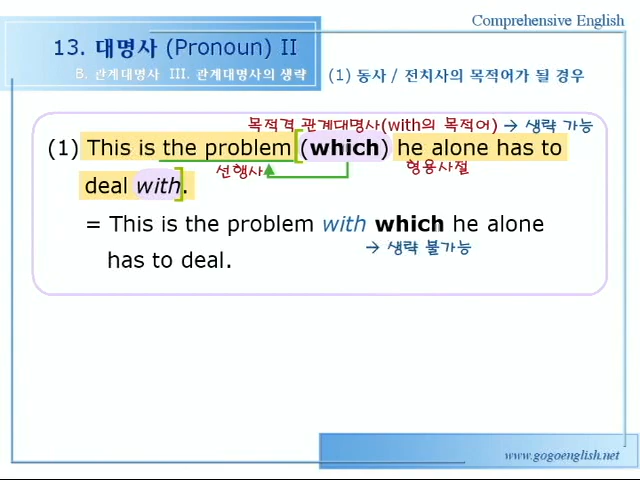 Comprehensive English
13. 대명사 (Pronoun) II
B. 관계대명사 III. 관계대명사의 생략
(1) 동사 / 전치사의 목적어가 될 경우
목적격 관계대명사(with의 목적어) → 생략 가능
(1) This is the problem (which) he alone has to
선행사 형용사절
deal with.
= This is the problem with which he alone
→ 생략 불가능
has to deal.
www.gogoenglish.net